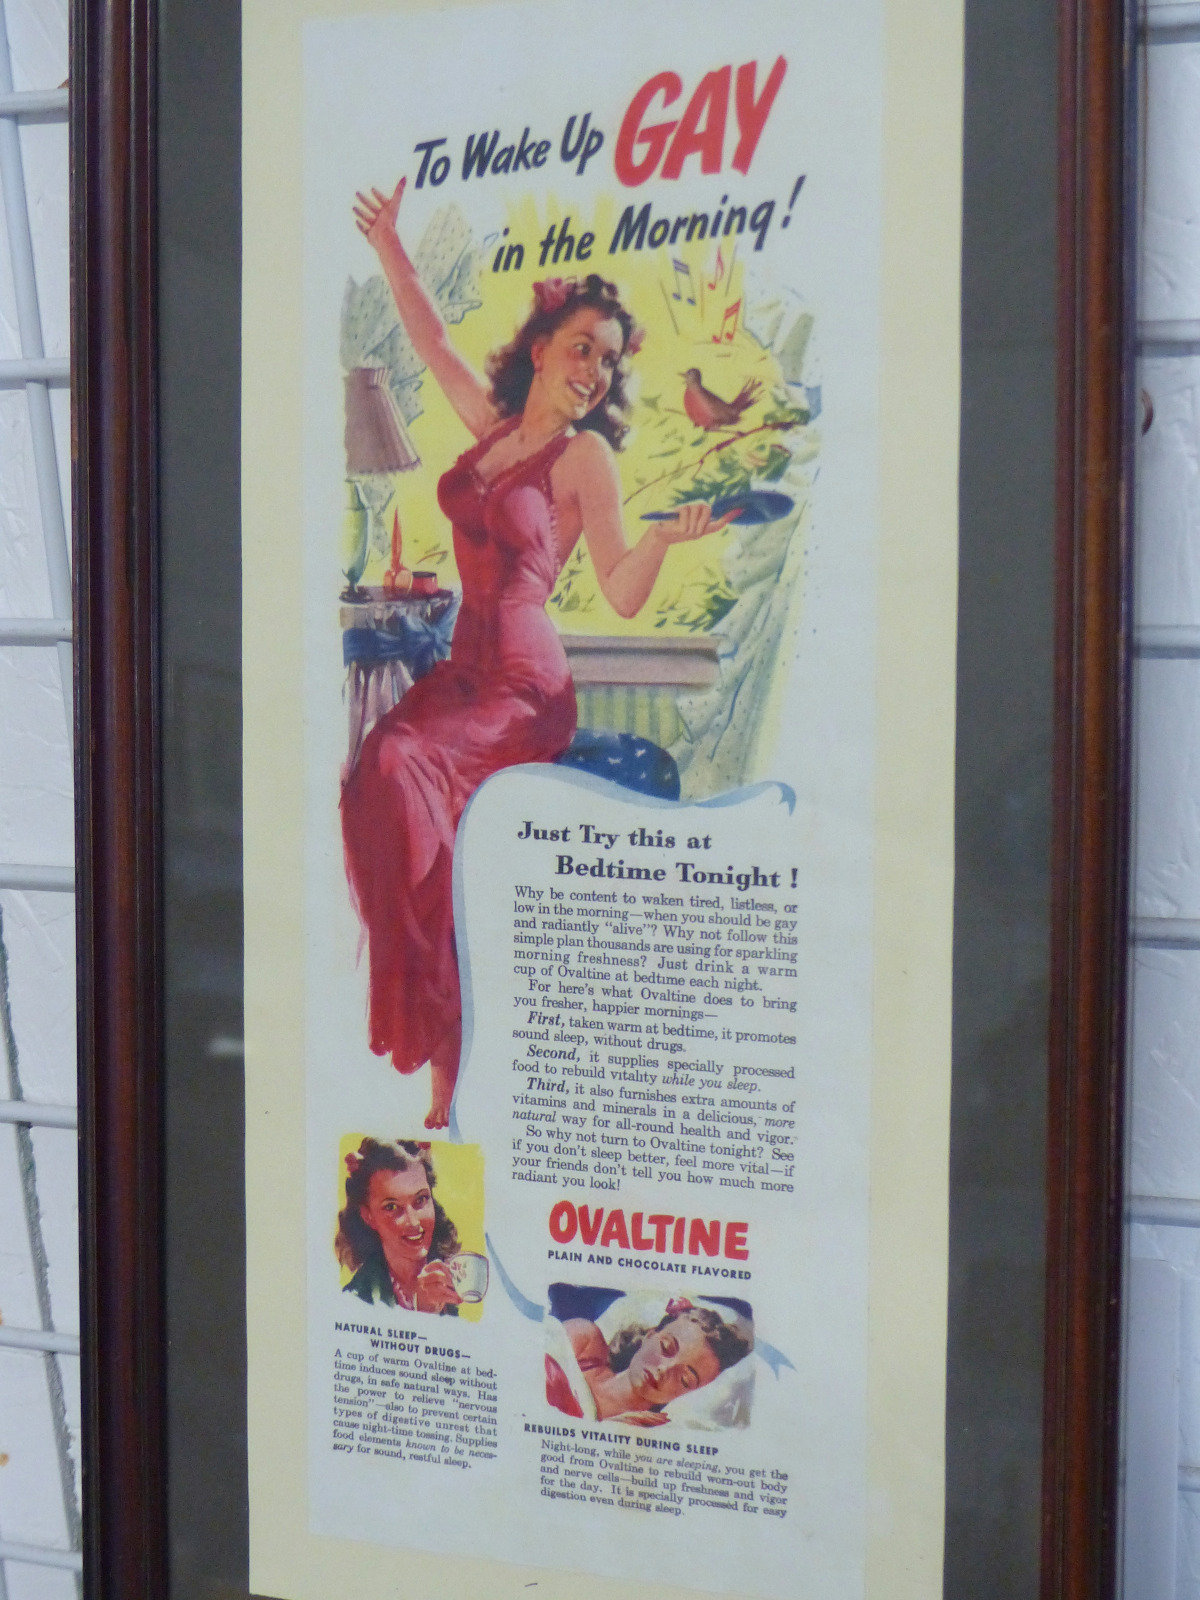 To Wake Up GAY
in the Morning!
Just Try this at
Bedtime Tonight !
Why be content to waken tired, listless, or
low in the morning—when you should be gay
and radiantly "alive"? Why not follow this
simple plan thousands are using for sparkling
morning freshness? Just drink a warm
cup of Ovaltine at bedtime each night.
For here's what Ovaltine does to bring
you fresher, happier mornings—
First, taken warm at bedtime, it promotes
sound sleep, without drugs.
Second, it supplies specially processed
food to rebuild vitality while you sleep.
Third, it also furnishes extra amounts of
vitamins and minerals in a delicious, more
natural way for all-round health and vigor.
So why not turn to Ovaltine tonight? See
if you don't sleep better, feel more vital—if
your friends don't tell you how much more
radiant you look!
OVALTINE
PLAIN AND CHOCOLATE FLAVORED
NATURAL SLEEP—
WITHOUT DRUGS—
A cup of warm Ovaltine at bed-
time induces sound sleep without
drugs, in safe natural ways. Has
the power to relieve "nervous
tension"—also to prevent certain
types of digestive unrest that
cause night-time tossing. Supplies
food elements known to be neces-
sary for sound, restful sleep.
REBUILDS VITALITY DURING SLEEP
Night-long, while you are sleeping, you get the
good from Ovaltine to rebuild worn-out body
and nerve cells—build up freshness and vigor
for the day. It is specially processed for easy
digestion even during sleep.